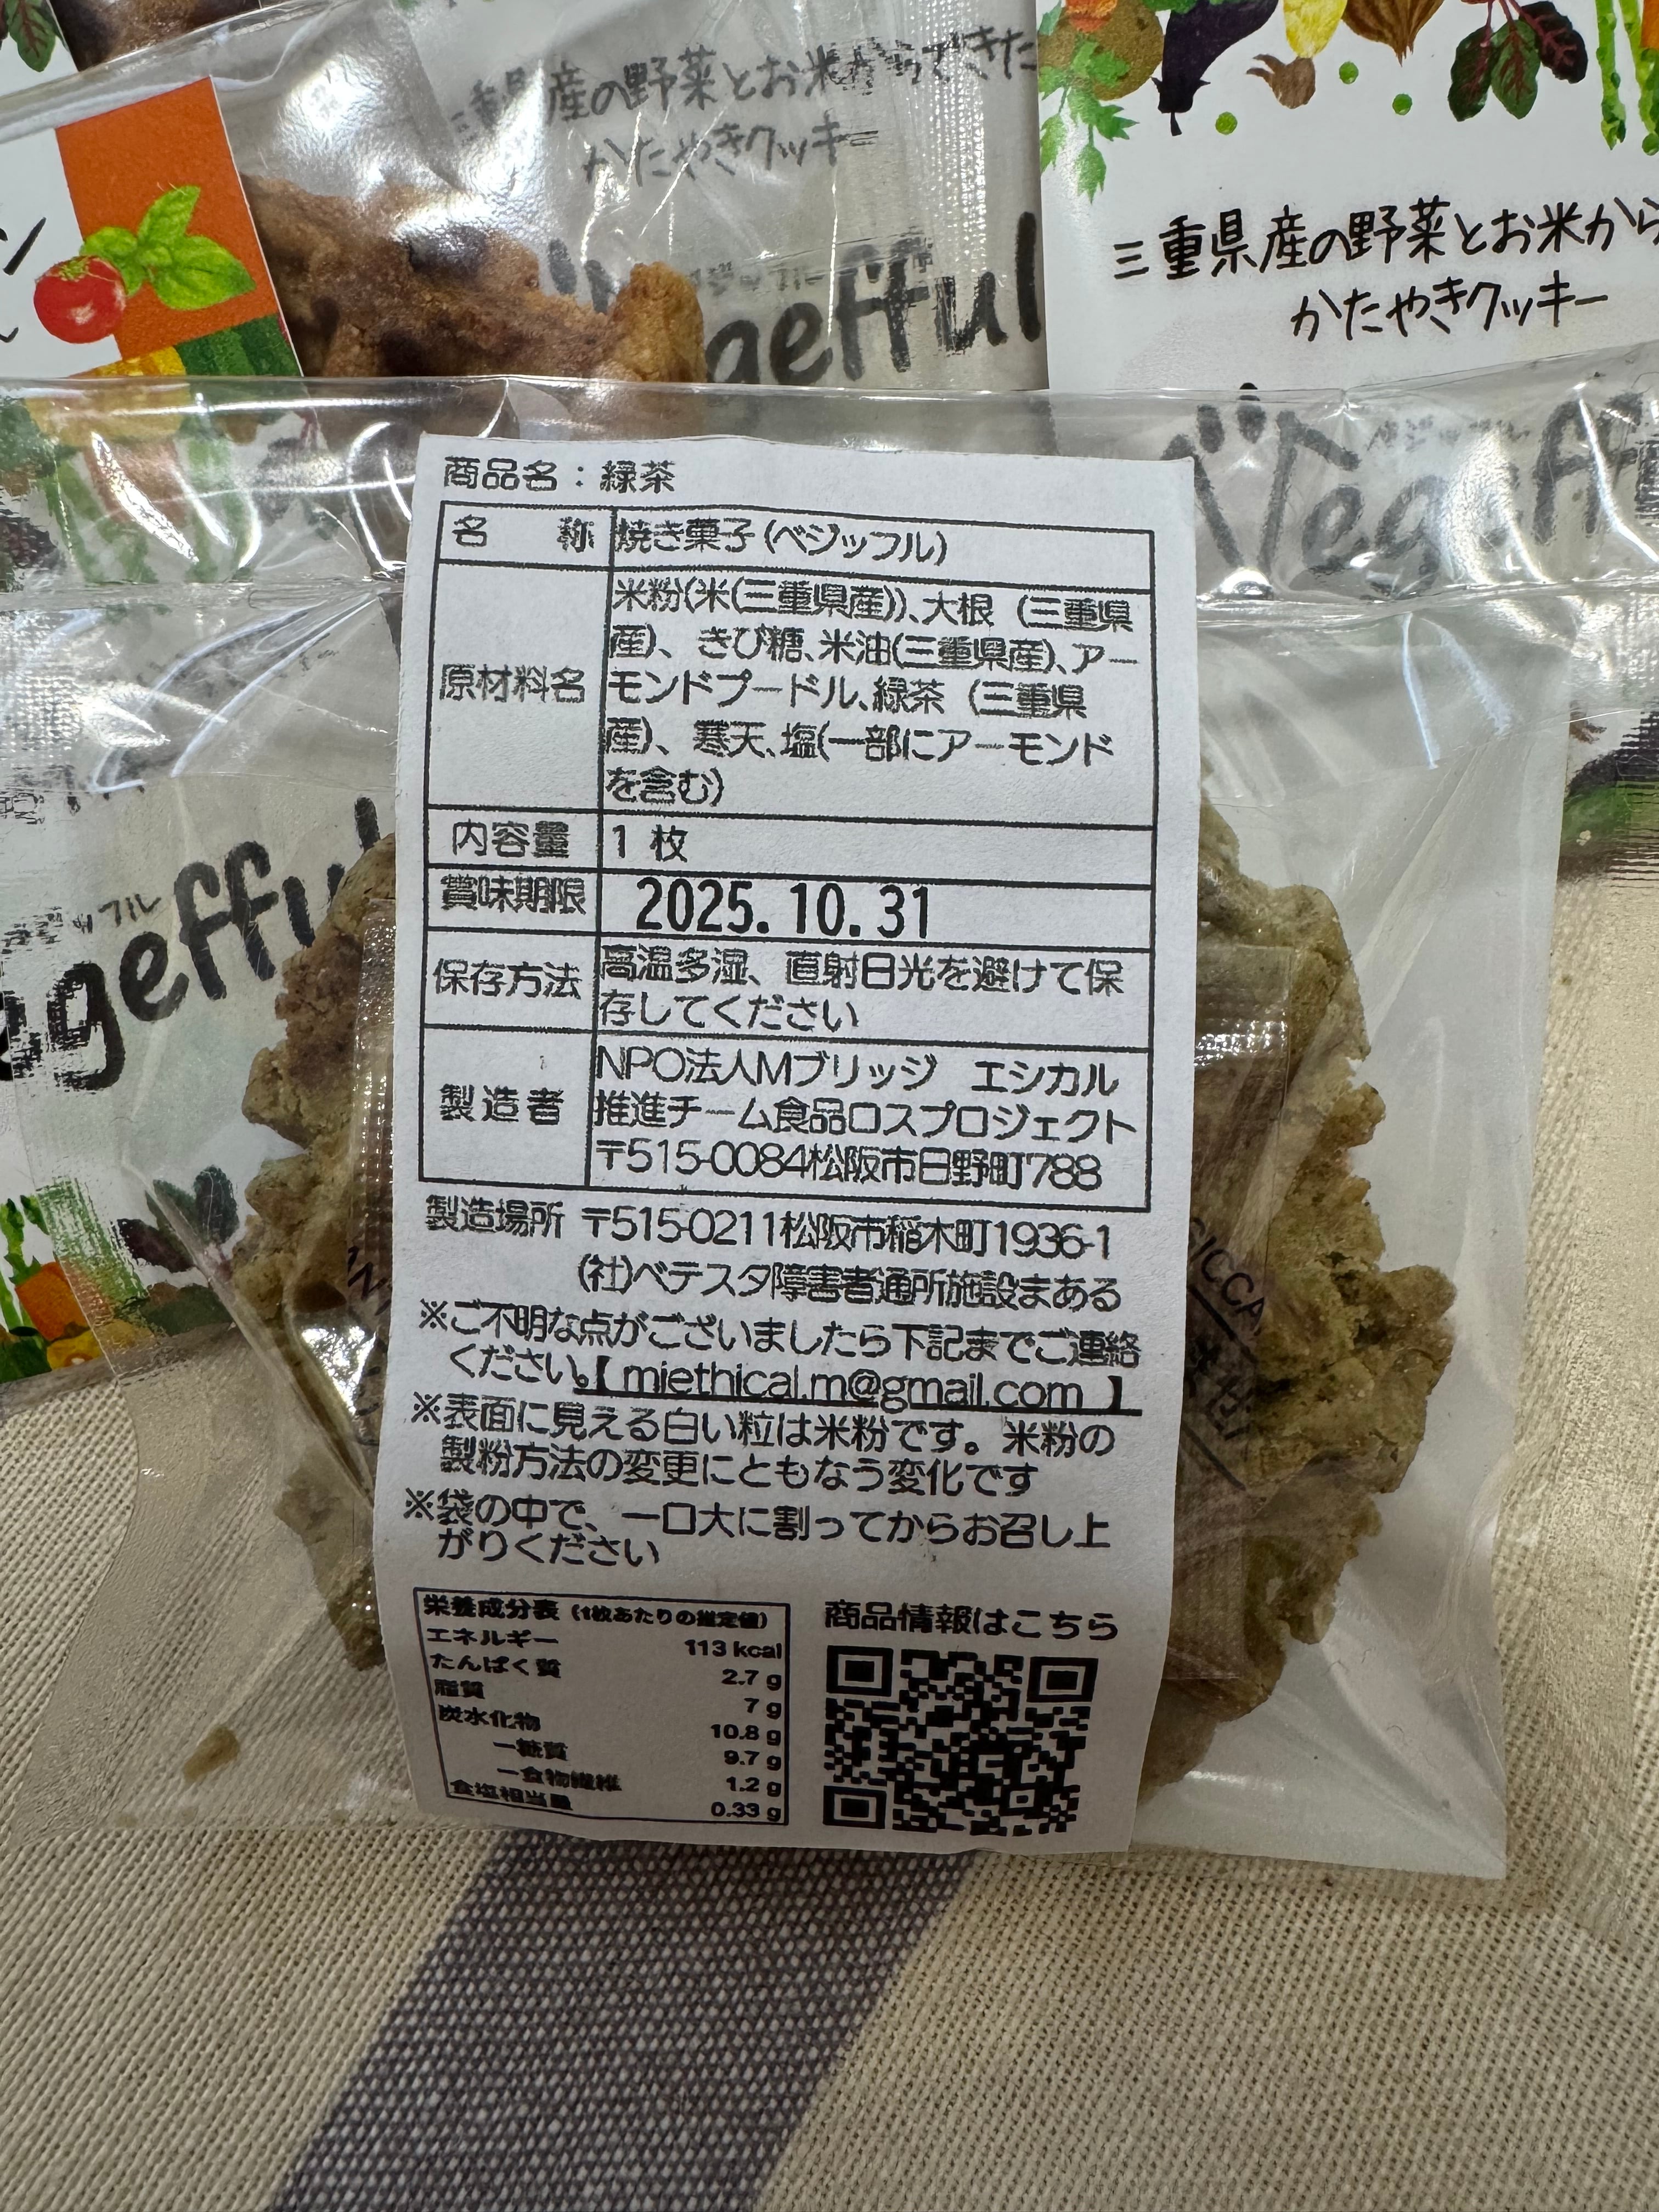 三重県産の野菜とお米からできた
かたやきクッキー
gefful
三重県産の野菜とお米から
かたやきクッキー
Vegeffu
ベジッフル
geffu
ッフル
商品名：緑茶
名　称 焼き菓子(ベジッフル)
原材料名
米粉(米(三重県産))、大根（三重県
産)、きび糖、米油(三重県産)、アー
モンドプードル、緑茶（三重県
産)、寒天、塩(一部にアーモンド
を含む)
内容量 1 枚
賞味期限 2025.10.31
保存方法
高温多湿、直射日光を避けて保
存してください
製造者
NPO法人Mブリッジ　エシカル
推進チーム食品ロスプロジェクト
〒515-0084松阪市日野町788
製造場所 〒515-0211松阪市稲木町1936-1
(社)ベテスタ障害者通所施設まある
※ご不明な点がございましたら下記までご連絡
ください。【 miethical.m@gmail.com 】
※表面に見える白い粒は米粉です。米粉の
製粉方法の変更にともなう変化です
※袋の中で、一口大に割ってからお召し上
がりください
栄養成分表（1枚あたりの推定値）
エネルギー 113 kcal
たんぱく質 2.7 g
脂質 7 g
炭水化物 10.8 g
ー糖質 9.7 g
ー食物繊維 1.2 g
食塩相当量 0.33 g
商品情報はこちら